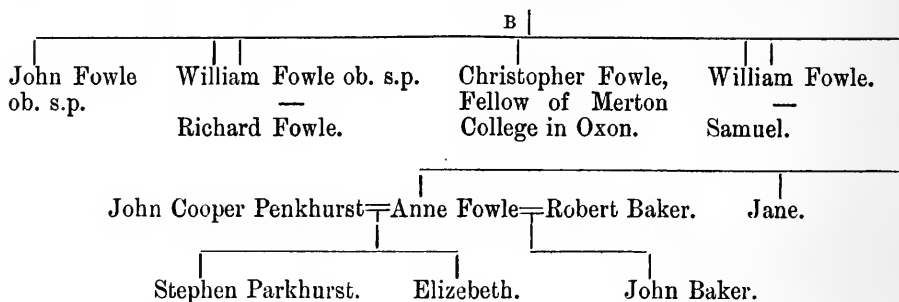 B
John Fowle William Fowle ob. s.p. Christopher Fowle, William Fowle.
ob. s.p. — Fellow of Merton —
Richard Fowle. College in Oxon. Samuel.
John Cooper Penkhurst=Anne Fowle=Robert Baker. Jane.
Stephen Parkhurst. Elizebeth. John Baker.